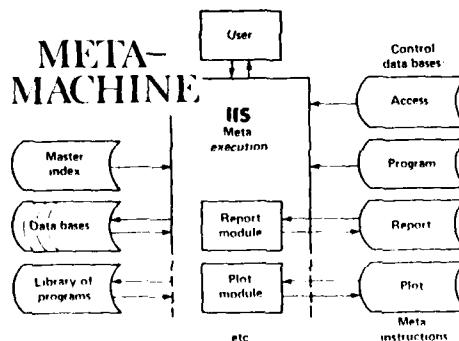 User
META-
MACHINE
Control
data bases:
Access
IIS
Meta
execution
Master
index
Program
Data bases
Report
module
Report
Library of
programs
Plot
module
Plot
etc
Meta
instructions